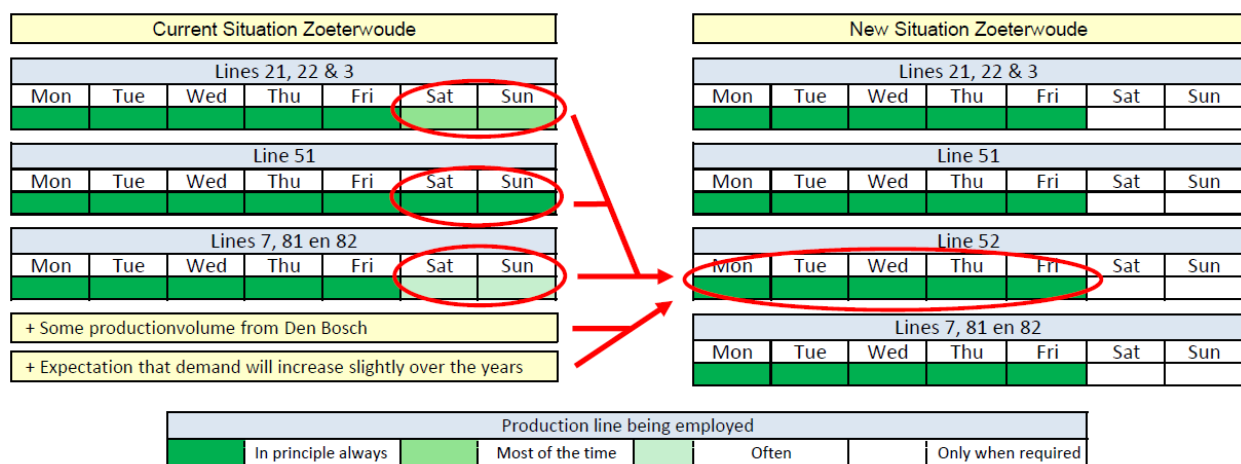 Current Situation Zoeterwoude
Lines 21, 22 & 3
Mon Tue Wed Thu Fri Sat Sun
Line 51
Mon Tue Wed Thu Fri Sat Sun
Lines 7, 81 en 82
Mon Tue Wed Thu Fri Sat Sun
+ Some productionvolume from Den Bosch
+ Expectation that demand will increase slightly over the years
New Situation Zoeterwoude
Lines 21, 22 & 3
Mon Tue Wed Thu Fri Sat Sun
Line 51
Mon Tue Wed Thu Fri Sat Sun
Line 52
Mon Tue Wed Thu Fri Sat Sun
Lines 7, 81 en 82
Mon Tue Wed Thu Fri Sat Sun
Production line being employed
In principle always Most of the time Often Only when required